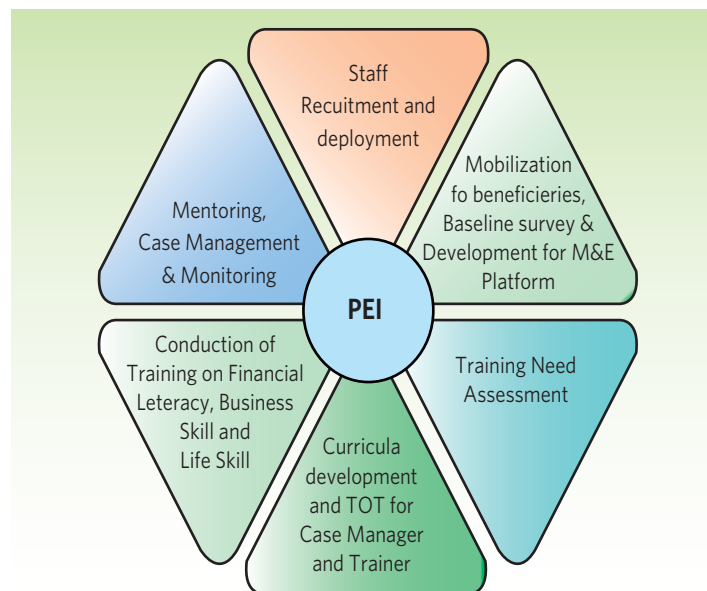 Staff
Recuitment and
deployment
Mobilization
fo beneficieries,
Baseline survey &
Development for M&E
Platform
Training Need
Assessment
Curricula
development
and TOT for
Case Manager
and Trainer
Conduction of
Training on Financial
Leteracy, Business
Skill and
Life Skill
Mentoring,
Case Management
& Monitoring
PEI